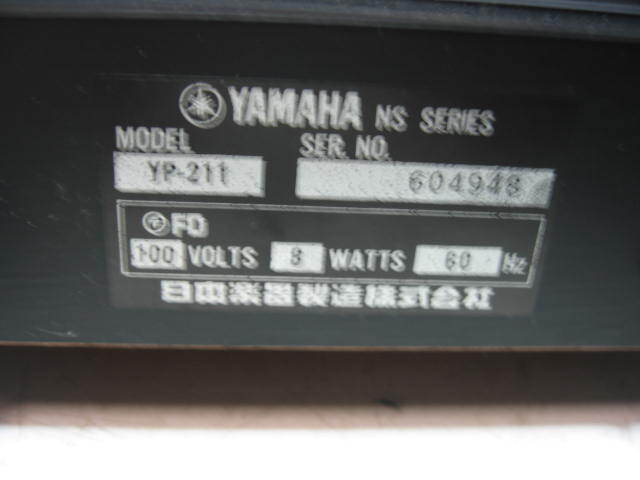 YAMAHA NS SERIES
MODEL SER. NO.
YP-211 604948
FD
100 VOLTS 8 WATTS 60 Hz
日本楽器製造株式会社